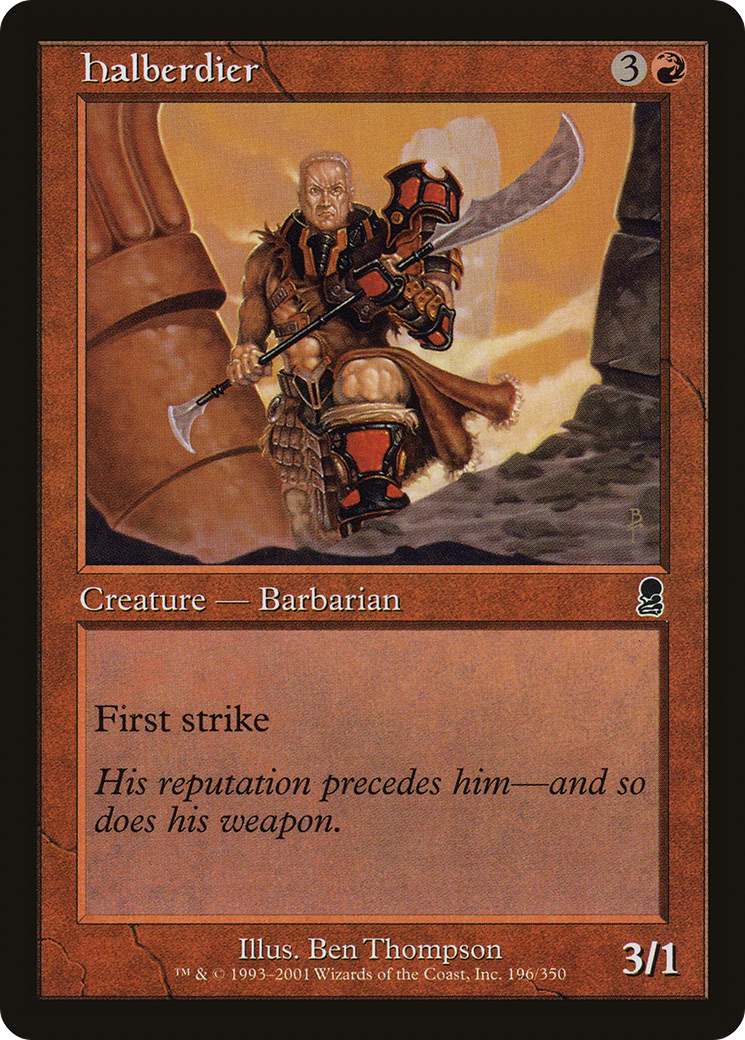 Halberdier
3
B
Creature — Barbarian
First strike
His reputation precedes him—and so
does his weapon.
Illus. Ben Thompson
™ & © 1993–2001 Wizards of the Coast, Inc. 196/350
3/1